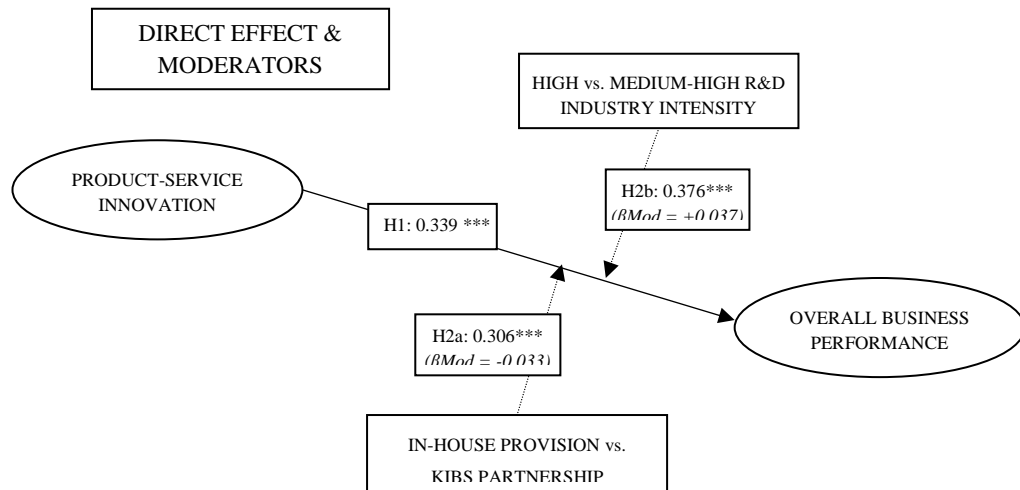 DIRECT EFFECT &
MODERATORS
HIGH vs. MEDIUM-HIGH R&D
INDUSTRY INTENSITY
PRODUCT-SERVICE
INNOVATION
H2b: 0.376***
(βMod = +0.037)
H1: 0.339 ***
OVERALL BUSINESS
PERFORMANCE
H2a: 0.306***
(βMod = -0.033)
IN-HOUSE PROVISION vs.
KIBS PARTNERSHIP